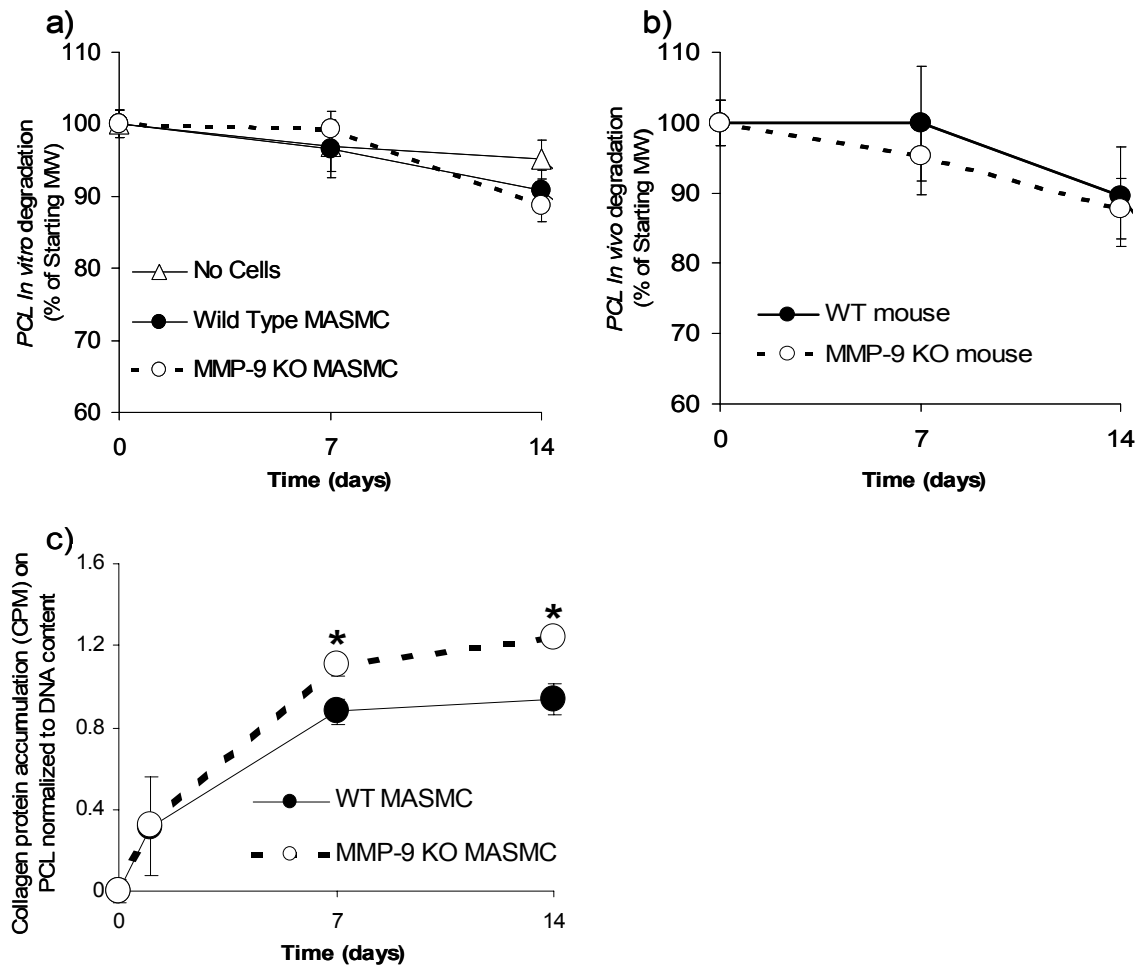 a)
PCL In vitro degradation
(% of Starting MW)
110
100
90
80
70
60
No Cells
Wild Type MASMC
MMP-9 KO MASMC
0 7 14
Time (days)
b)
PCL In vivo degradation
(% of Starting MW)
110
100
90
80
70
60
WT mouse
MMP-9 KO mouse
0 7 14
Time (days)
c)
Collagen protein accumulation (CPM) on
PCL normalized to DNA content
1.6
1.2
0.8
0.4
0
*
*
WT MASMC
MMP-9 KO MASMC
0 7 14
Time (days)